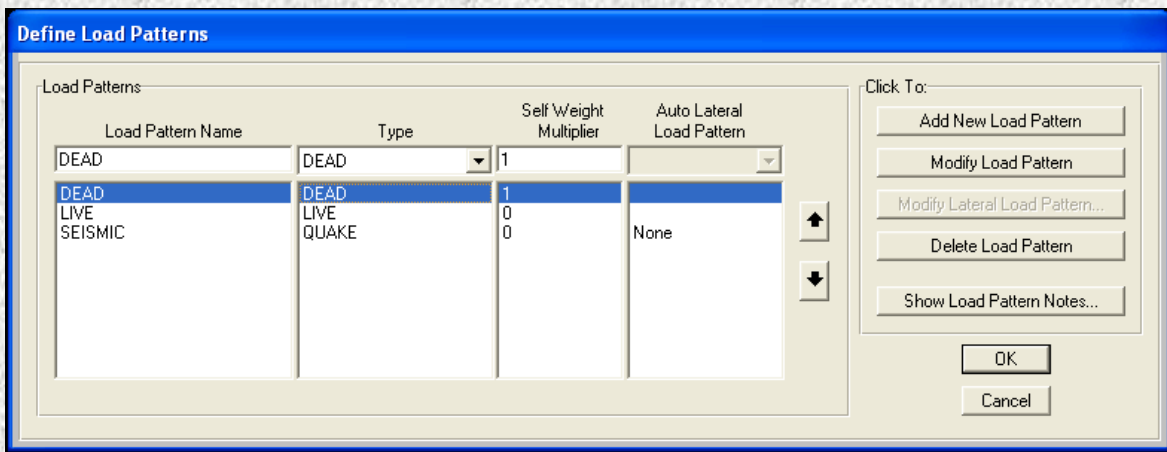 Define Load Patterns
Load Patterns
Load Pattern Name
Type
Self Weight
Multiplier
Auto Lateral
Load Pattern
DEAD DEAD 1
DEAD DEAD 1
LIVE LIVE 0
SEISMIC QUAKE 0 None
Click To:
Add New Load Pattern
Modify Load Pattern
Modify Lateral Load Pattern...
Delete Load Pattern
Show Load Pattern Notes...
OK
Cancel